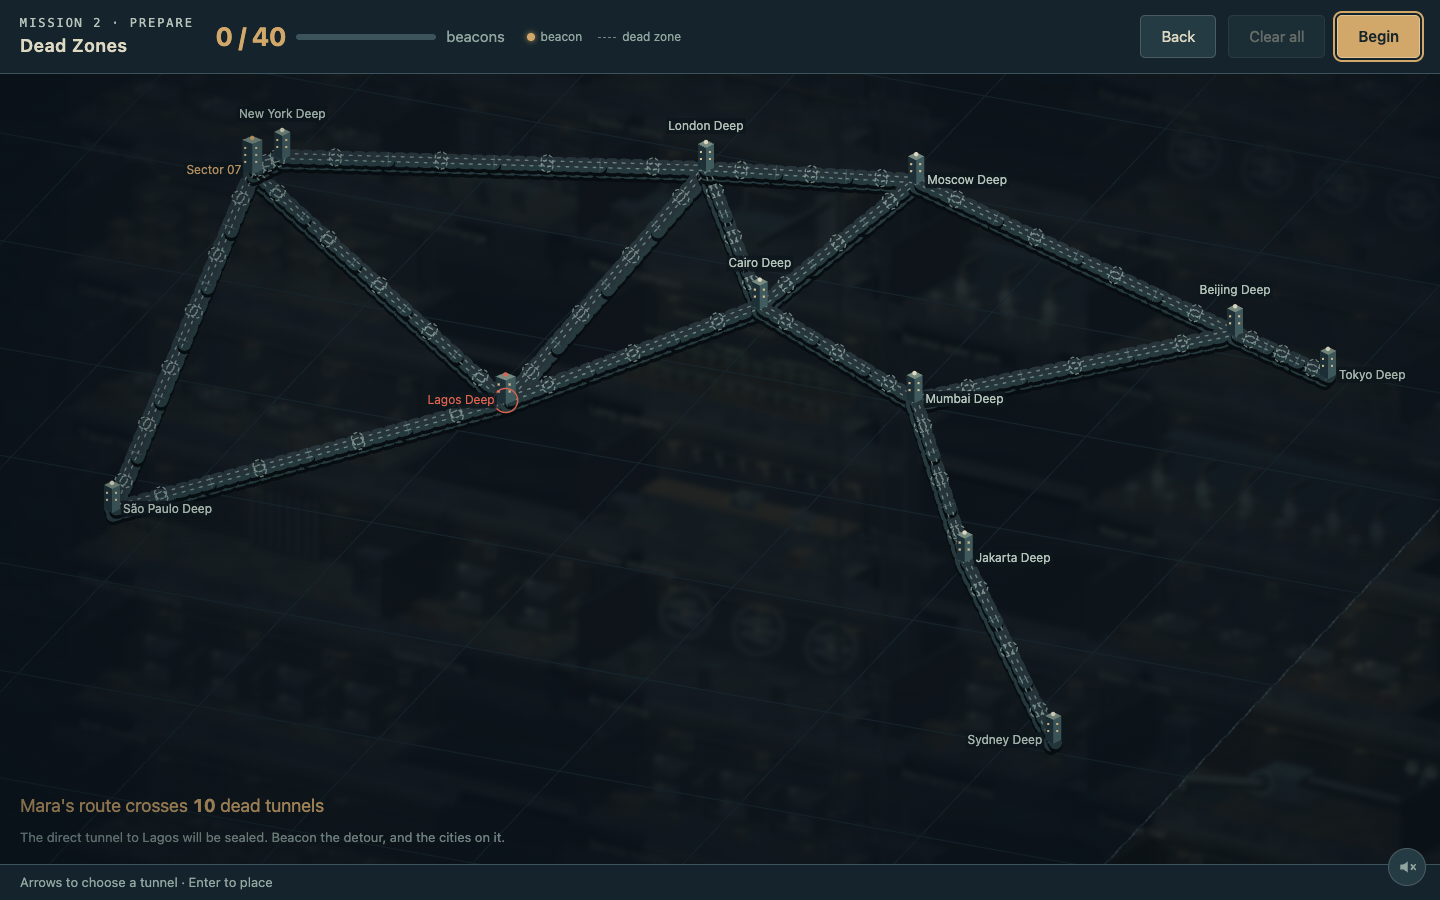 MISSION 2 · PREPARE
Dead Zones
0 / 40
beacons
beacon
dead zone
Back
Clear all
Begin
New York Deep
London Deep
Sector 07
Moscow Deep
Cairo Deep
Beijing Deep
Tokyo Deep
Lagos Deep
Mumbai Deep
São Paulo Deep
Jakarta Deep
Sydney Deep
Mara's route crosses 10 dead tunnels
The direct tunnel to Lagos will be sealed. Beacon the detour, and the cities on it.
Arrows to choose a tunnel · Enter to place